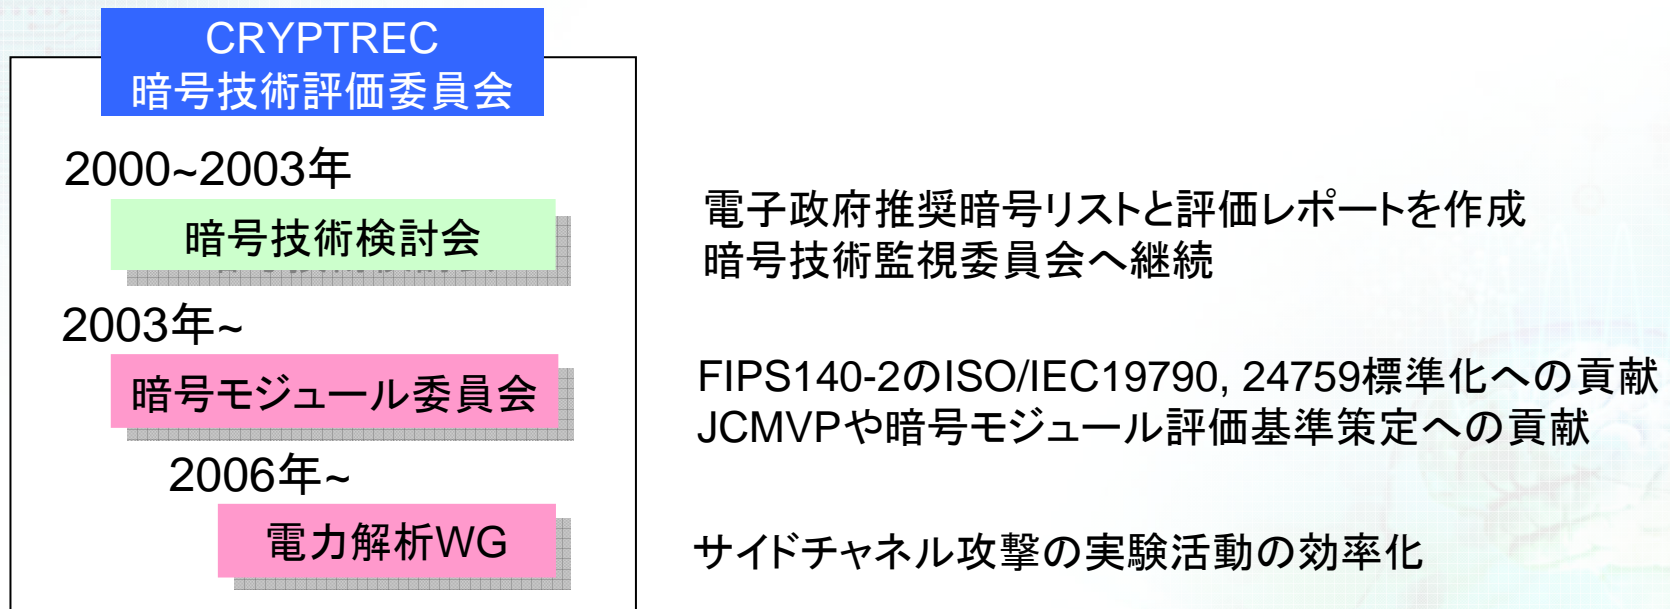 CRYPTREC
暗号技術評価委員会
2000~2003年
暗号技術検討会
電子政府推奨暗号リストと評価レポートを作成
暗号技術監視委員会へ継続
2003年~
暗号モジュール委員会
FIPS140-2のISO/IEC19790, 24759標準化への貢献
JCMVPや暗号モジュール評価基準策定への貢献
2006年~
電力解析WG
サイドチャネル攻撃の実験活動の効率化